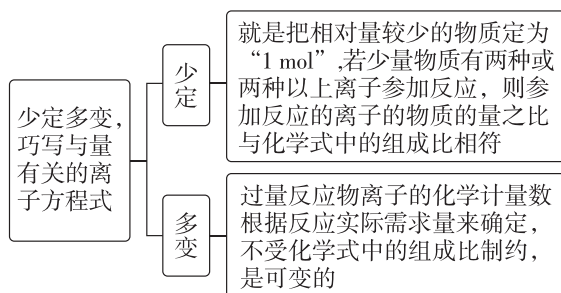 少定多变，
巧写与量
有关的离
子方程式
少
定
就是把相对量较少的物质定为
“1 mol”,若少量物质有两种或
两种以上离子参加反应，则参
加反应的离子的物质的量之比
与化学式中的组成比相符
多
变
过量反应物离子的化学计量数
根据反应实际需求量来确定，
不受化学式中的组成比制约，
是可变的